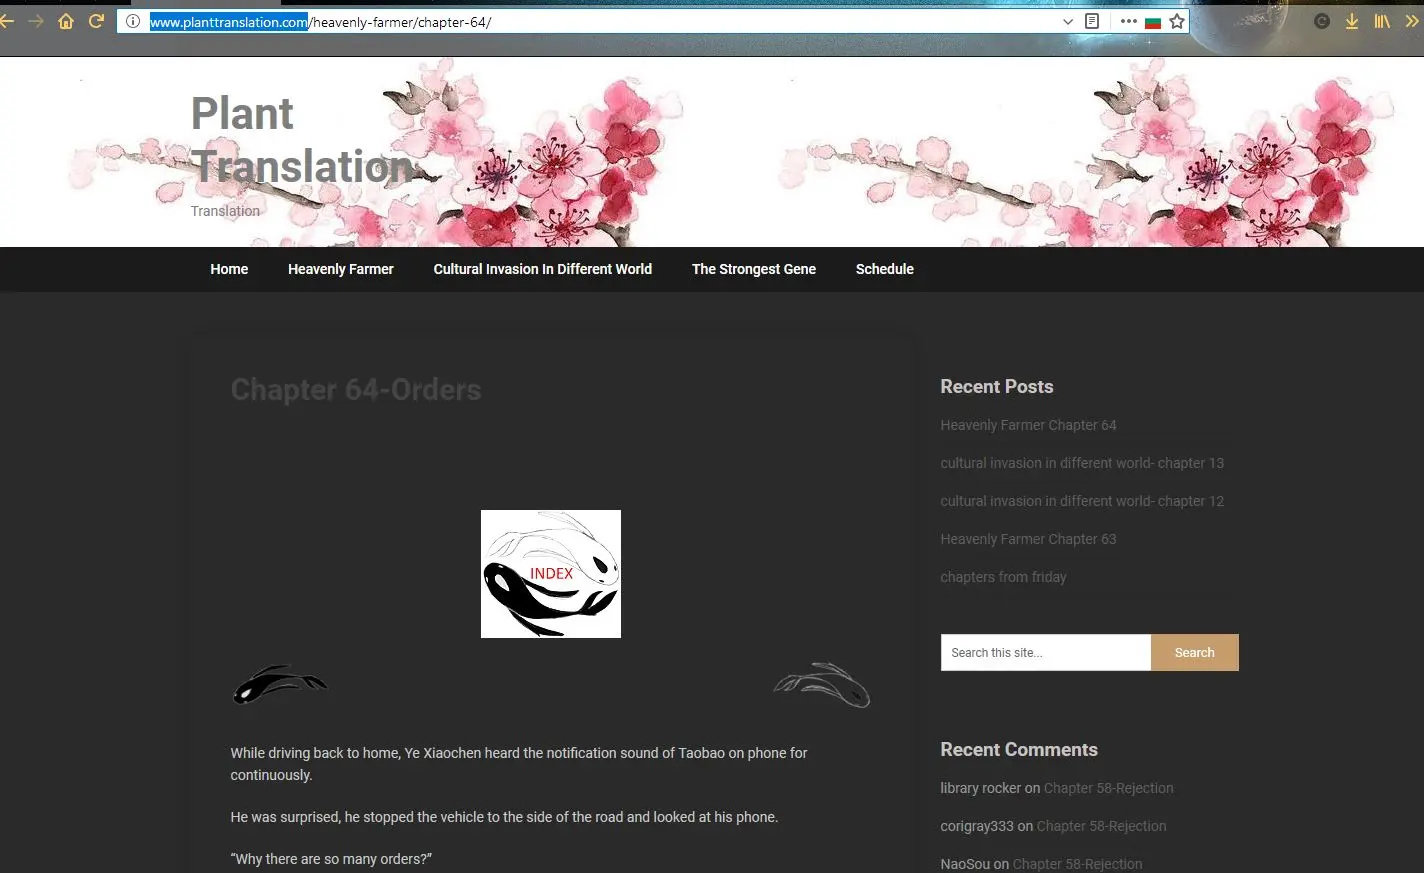 www.planttranslation.com/heavenly-farmer/chapter-64/
Plant
Translation
Translation
Home
Heavenly Farmer
Cultural Invasion In Different World
The Strongest Gene
Schedule
Chapter 64-Orders
INDEX
While driving back to home, Ye Xiaochen heard the notification sound of Taobao on phone for
continuously.
He was surprised, he stopped the vehicle to the side of the road and looked at his phone.
“Why there are so many orders?”
Recent Posts
Heavenly Farmer Chapter 64
cultural invasion in different world- chapter 13
cultural invasion in different world- chapter 12
Heavenly Farmer Chapter 63
chapters from friday
Search this site...
Search
Recent Comments
library rocker on Chapter 58-Rejection
corigray333 on Chapter 58-Rejection
NaoSou on Chapter 58-Rejection